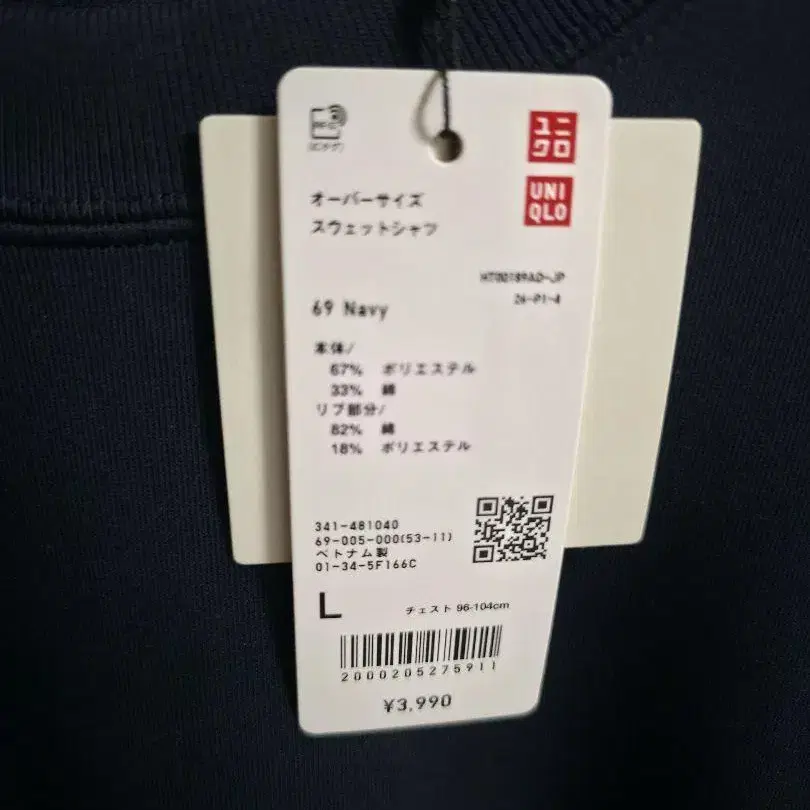 ユニ
クロ
UNI
QLO
オーバーサイズ
スウェットシャツ
HT00189AD-JP
26-P1-4
69 Navy
本体/
67% ポリエステル
33% 綿
リブ部分/
82% 綿
18% ポリエステル
341-481040
69-005-000(53-11)
ベトナム製
01-34-5F166C
L
チェスト 96-104cm
2000205275911
¥3,990